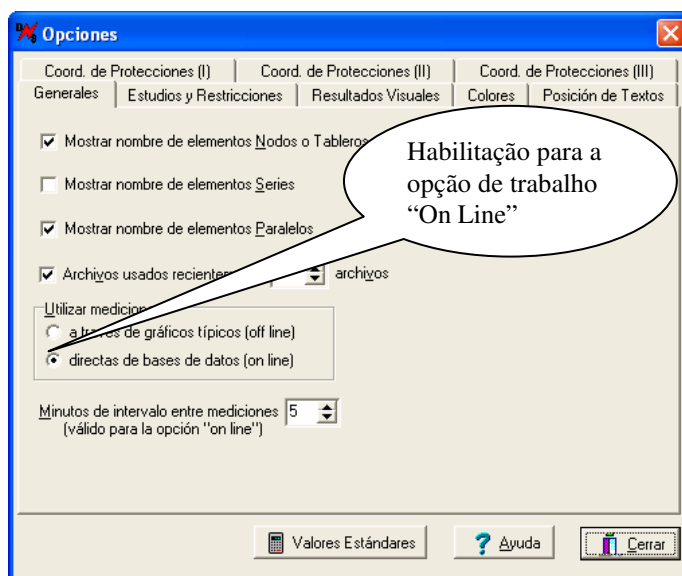 Opciones
Coord. de Protecciones (I) Coord. de Protecciones (II) Coord. de Protecciones (III)
Generales Estudios y Restricciones Resultados Visuales Colores Posición de Textos
Mostrar nombre de elementos Nodos o Tableros
Mostrar nombre de elementos Series
Mostrar nombre de elementos Paralelos
Habilitação para a
opção de trabalho
“On Line”
Archivos usados archivos
Utilizar
a de gráficos típicos (off line)
directas de bases de datos (on line)
Minutos de intervalo entre mediciones 5
(válido para la opción "on line")
Valores Estándares Ayuda Cerrar